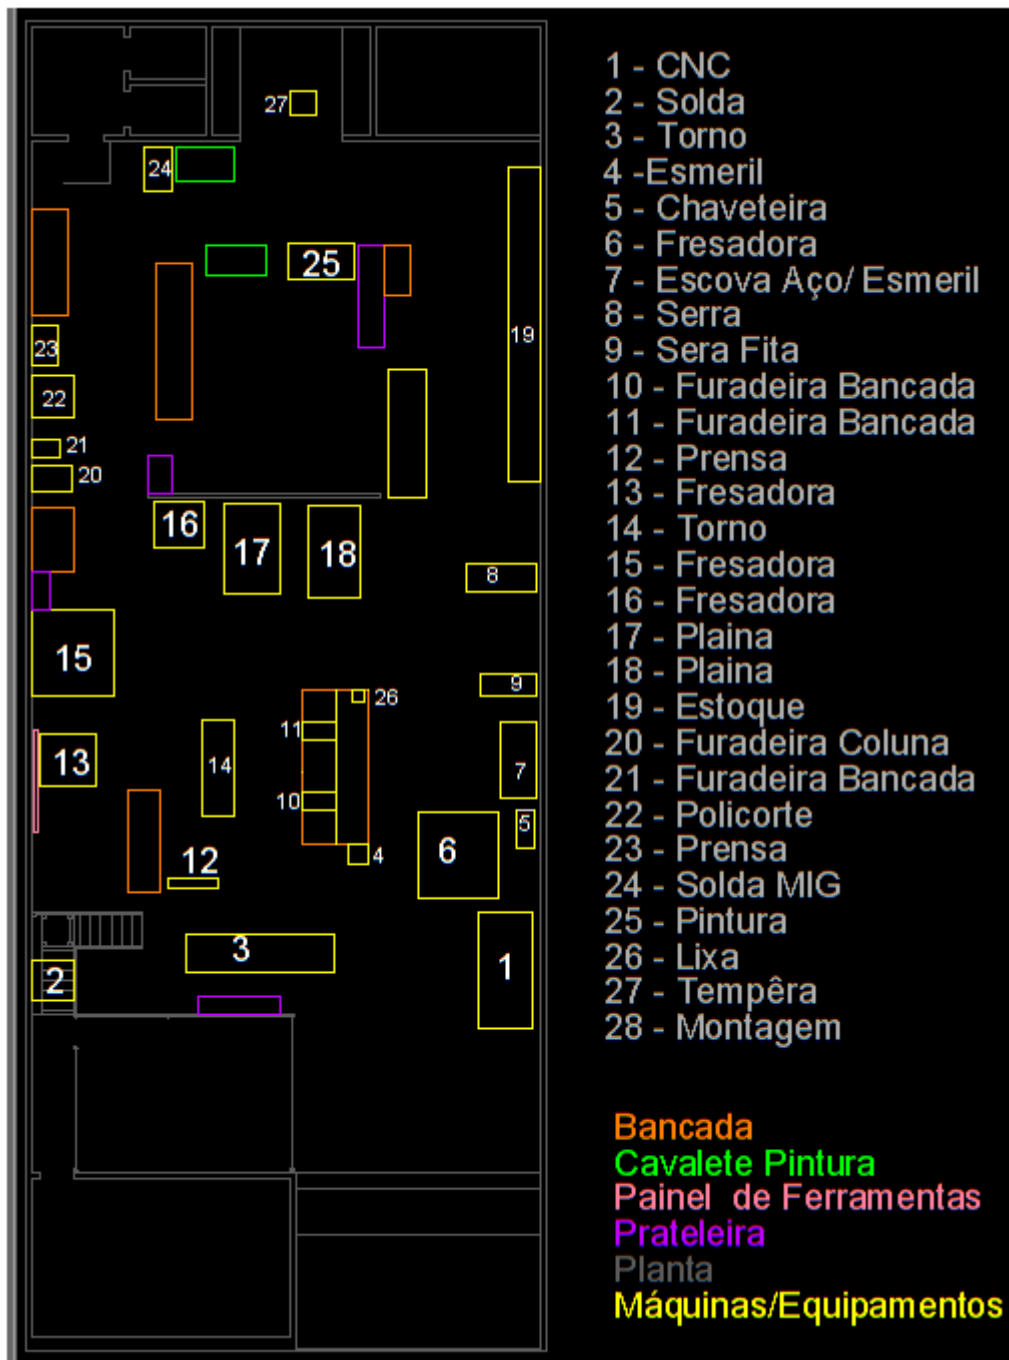 27
24
25
19
23
22
21
20
16
17
18
8
15
9
26
11
13
14
7
10
5
12
4
6
3
1
2
1 - CNC
2 - Solda
3 - Torno
4 -Esmeril
5 - Chaveteira
6 - Fresadora
7 - Escova Aço/ Esmeril
8 - Serra
9 - Sera Fita
10 - Furadeira Bancada
11 - Furadeira Bancada
12 - Prensa
13 - Fresadora
14 - Torno
15 - Fresadora
16 - Fresadora
17 - Plaina
18 - Plaina
19 - Estoque
20 - Furadeira Coluna
21 - Furadeira Bancada
22 - Policorte
23 - Prensa
24 - Solda MIG
25 - Pintura
26 - Lixa
27 - Tempêra
28 - Montagem
Bancada
Cavalete Pintura
Painel de Ferramentas
Prateleira
Planta
Máquinas/Equipamentos